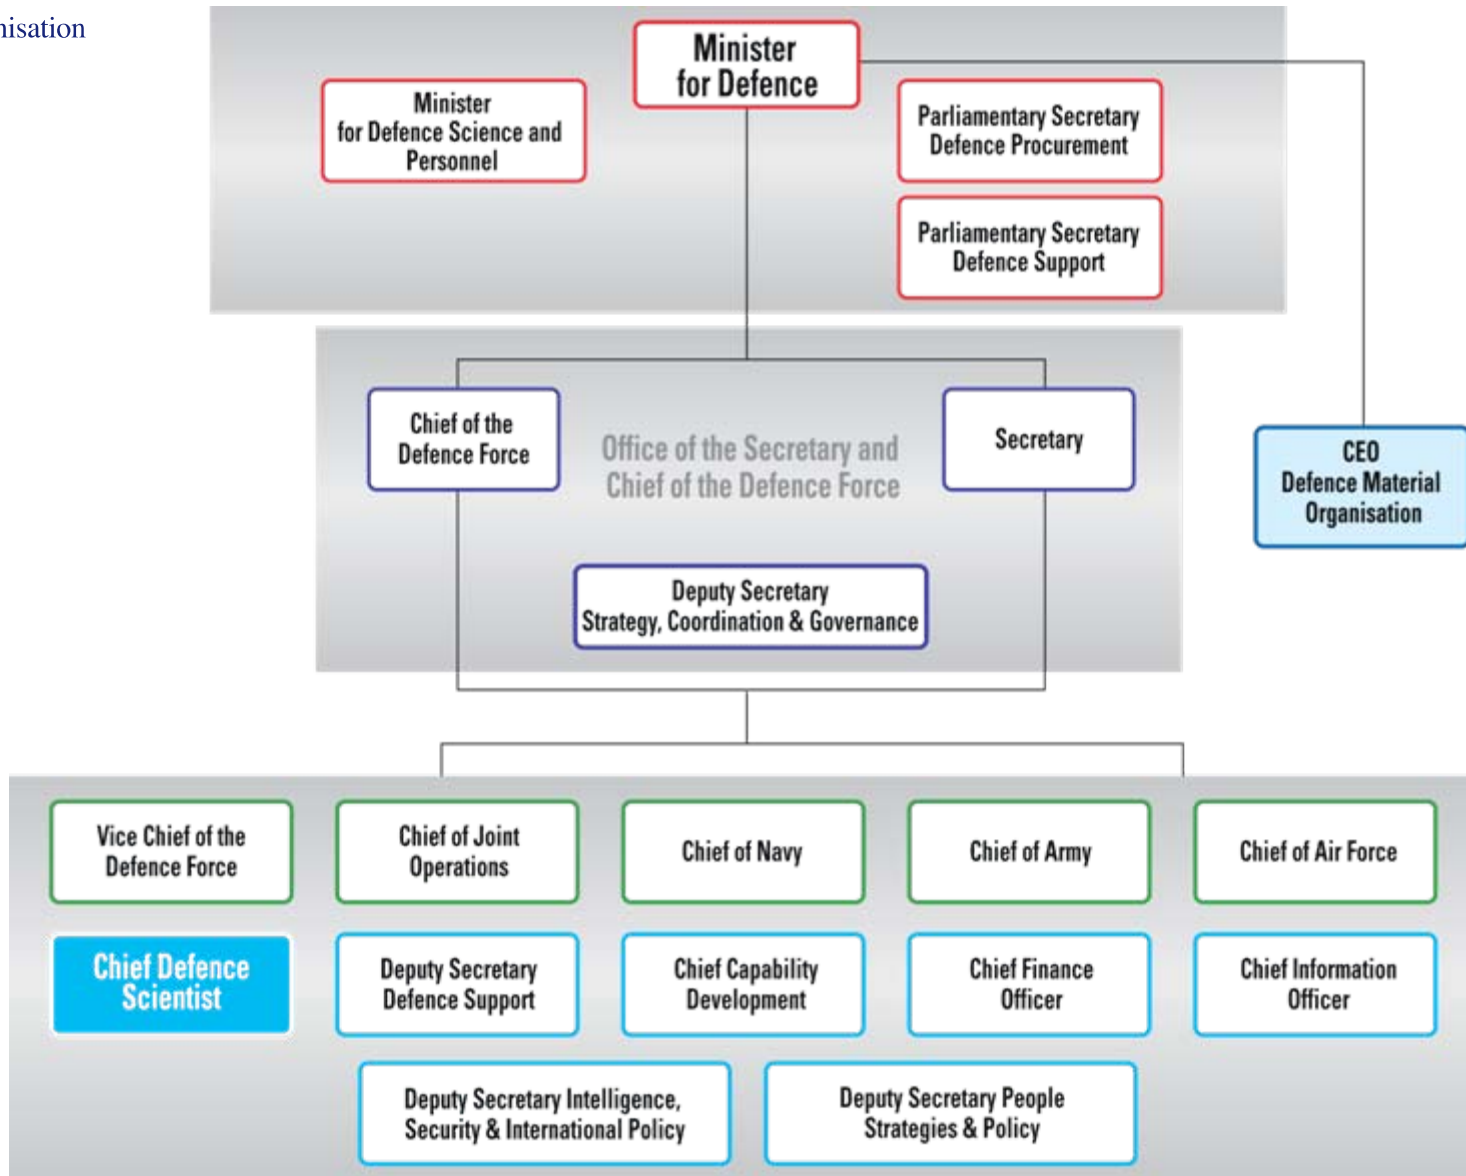 Minister
for Defence
Minister
for Defence Science and
Personnel
Parliamentary Secretary
Defence Procurement
Parliamentary Secretary
Defence Support
Chief of the
Defence Force
Office of the Secretary and
Chief of the Defence Force
Secretary
CEO
Defence Material
Organisation
Deputy Secretary
Strategy, Coordination & Governance
Vice Chief of the
Defence Force
Chief of Joint
Operations
Chief of Navy
Chief of Army
Chief of Air Force
Chief Defence
Scientist
Deputy Secretary
Defence Support
Chief Capability
Development
Chief Finance
Officer
Chief Information
Officer
Deputy Secretary Intelligence,
Security & International Policy
Deputy Secretary People
Strategies & Policy